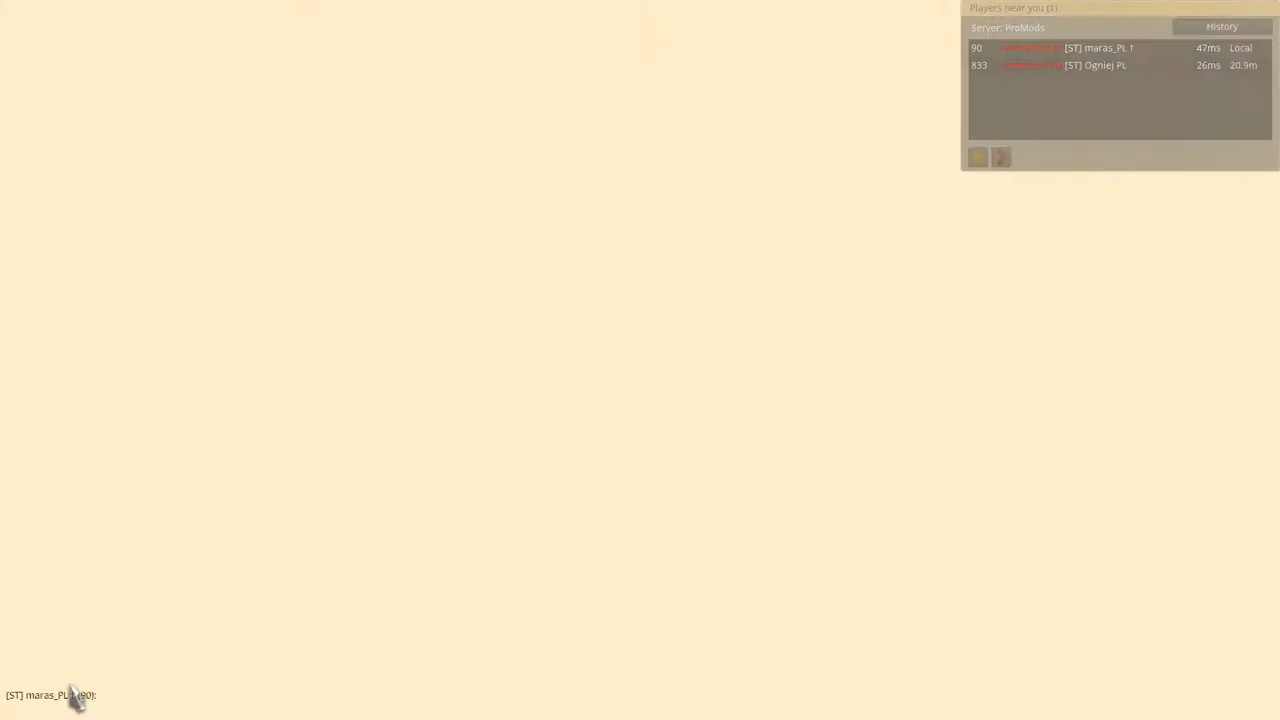 Players near you (1)
Server: ProMods
History
90 [ST] maras_PL † 47ms Local
833 [ST] Ogniej PL 26ms 20.9m
[ST] maras_PL † (90):